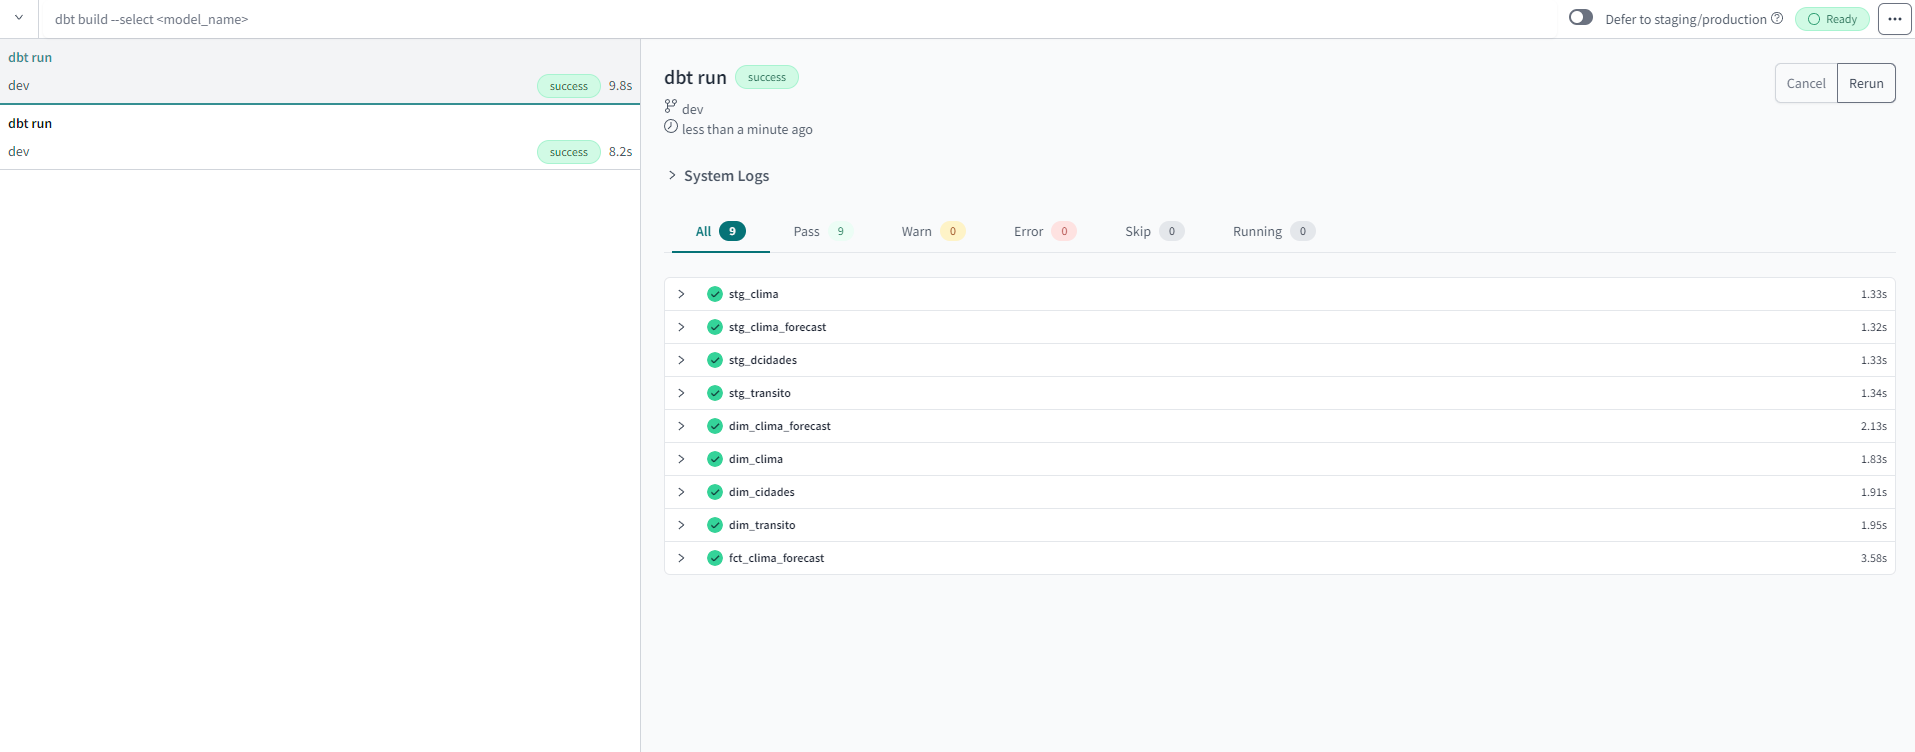 dbt build --select <model_name>
Defer to staging/production
Ready
dbt run
dev
success
9.8s
dbt run
dev
success
8.2s
dbt run
success
Cancel
Rerun
dev
less than a minute ago
System Logs
All 9
Pass 9
Warn 0
Error 0
Skip 0
Running 0
stg_clima 1.33s
stg_clima_forecast 1.32s
stg_dcidades 1.33s
stg_transito 1.34s
dim_clima_forecast 2.13s
dim_clima 1.83s
dim_cidades 1.91s
dim_transito 1.95s
fct_clima_forecast 3.58s